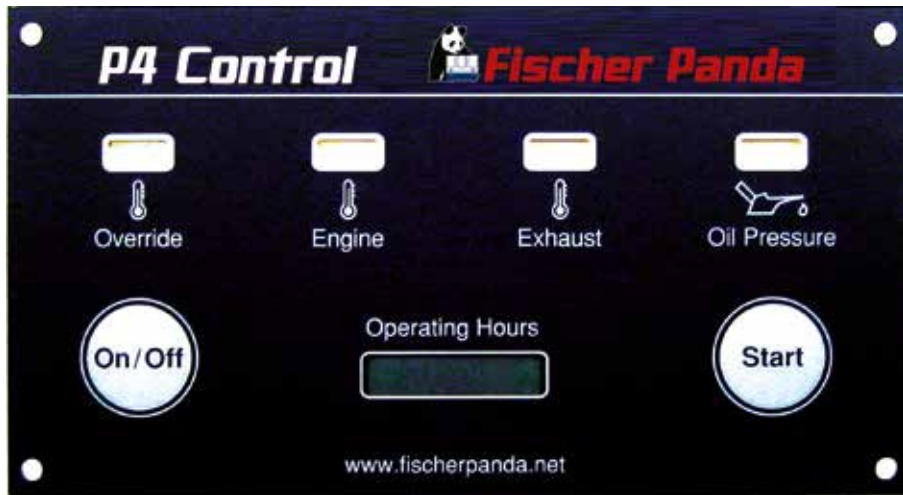 P4 Control Fischer Panda
Override Engine Exhaust Oil Pressure
Operating Hours
On/Off Start
www.fischerpanda.net